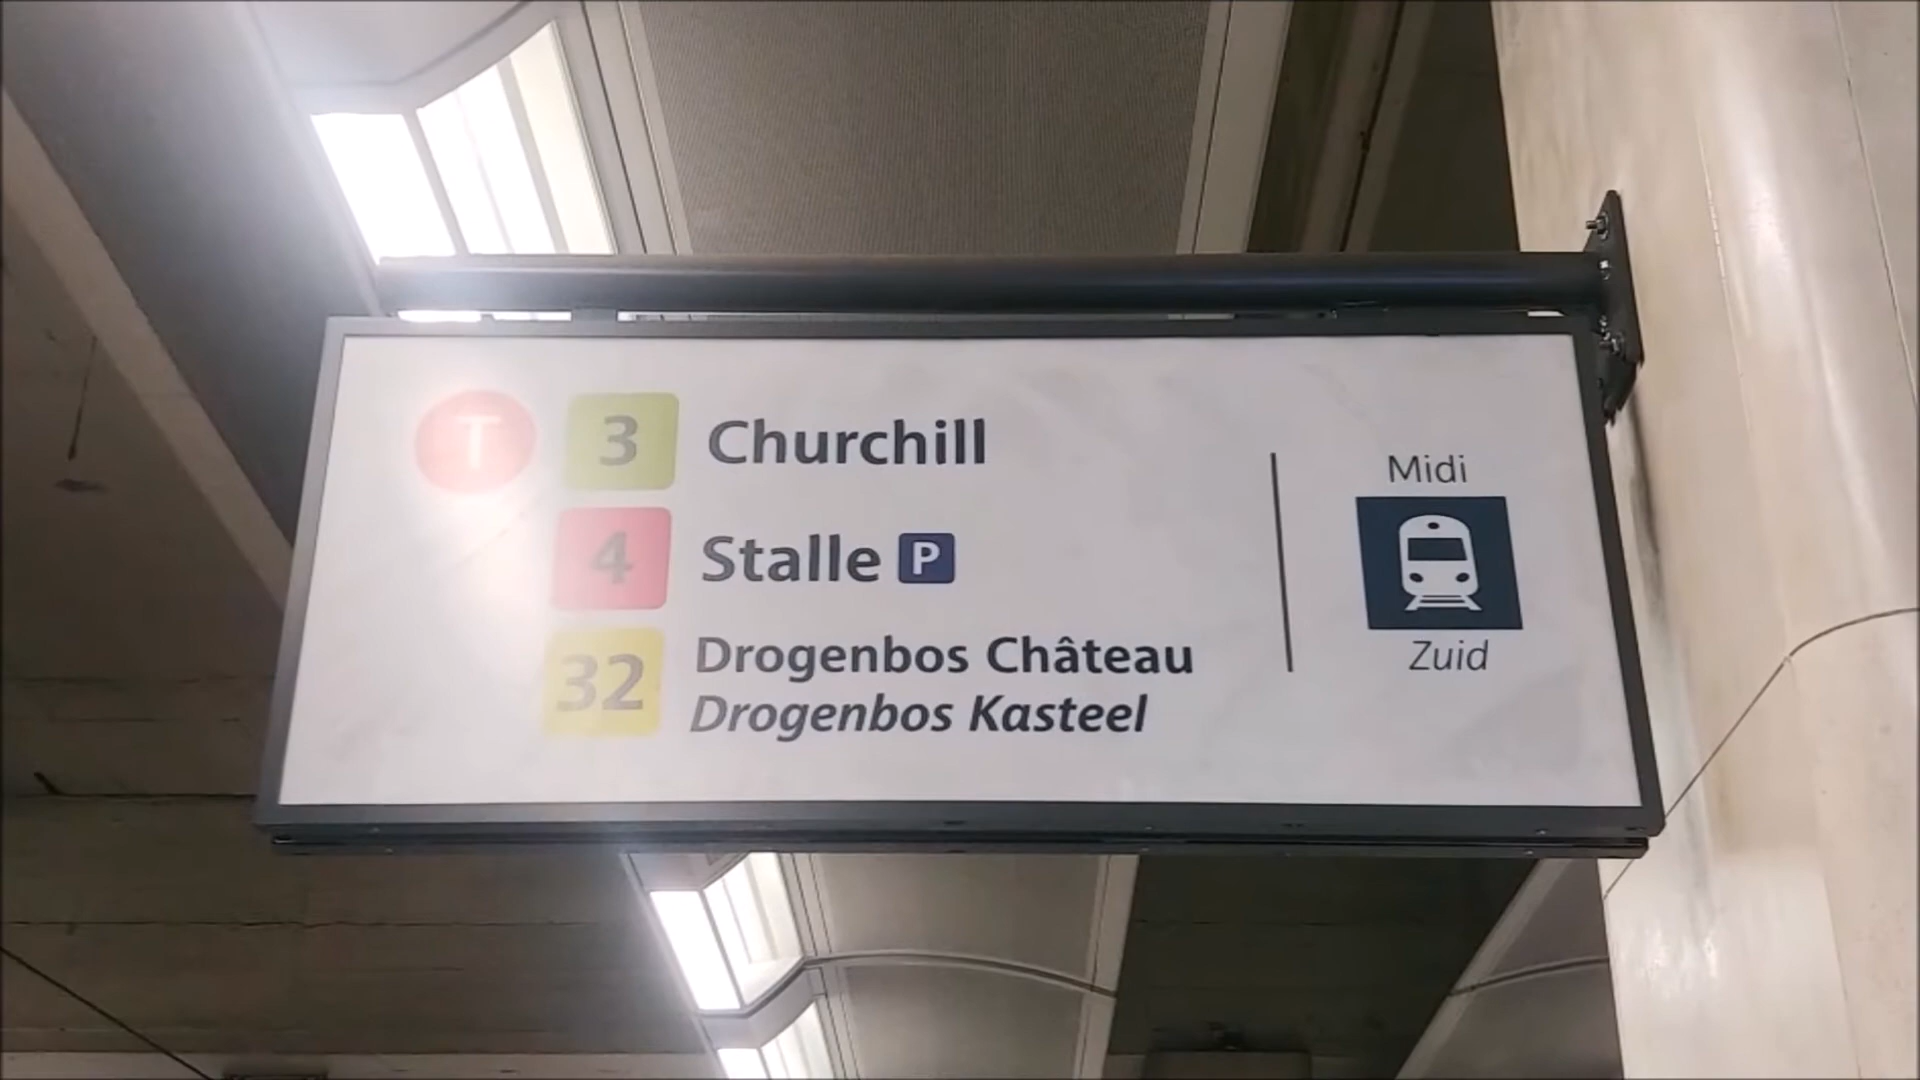 T 3 Churchill
4 Stalle P
32 Drogenbos Château
Drogenbos Kasteel
Midi
Zuid